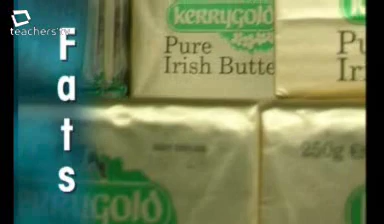 teachers' tv
Fats
kerrygold
Pure
Irish Butte
Pu
Ir
250g
kerrygold